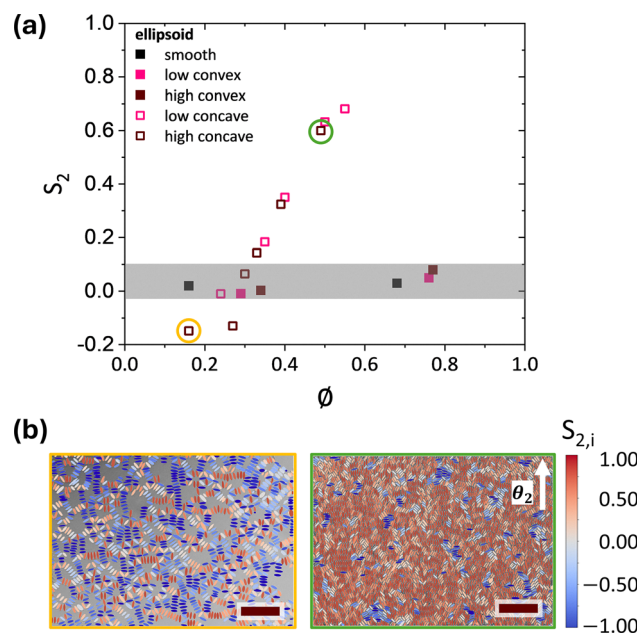 (a)
ellipsoid
smooth
low convex
high convex
low concave
high concave
S₂
1.0
0.8
0.6
0.4
0.2
0.0
-0.2
0.0 0.2 0.4 0.6 0.8 1.0
Ø
(b)
θ₂
S₂,ᵢ
1.00
0.50
0.00
−0.50
−1.00